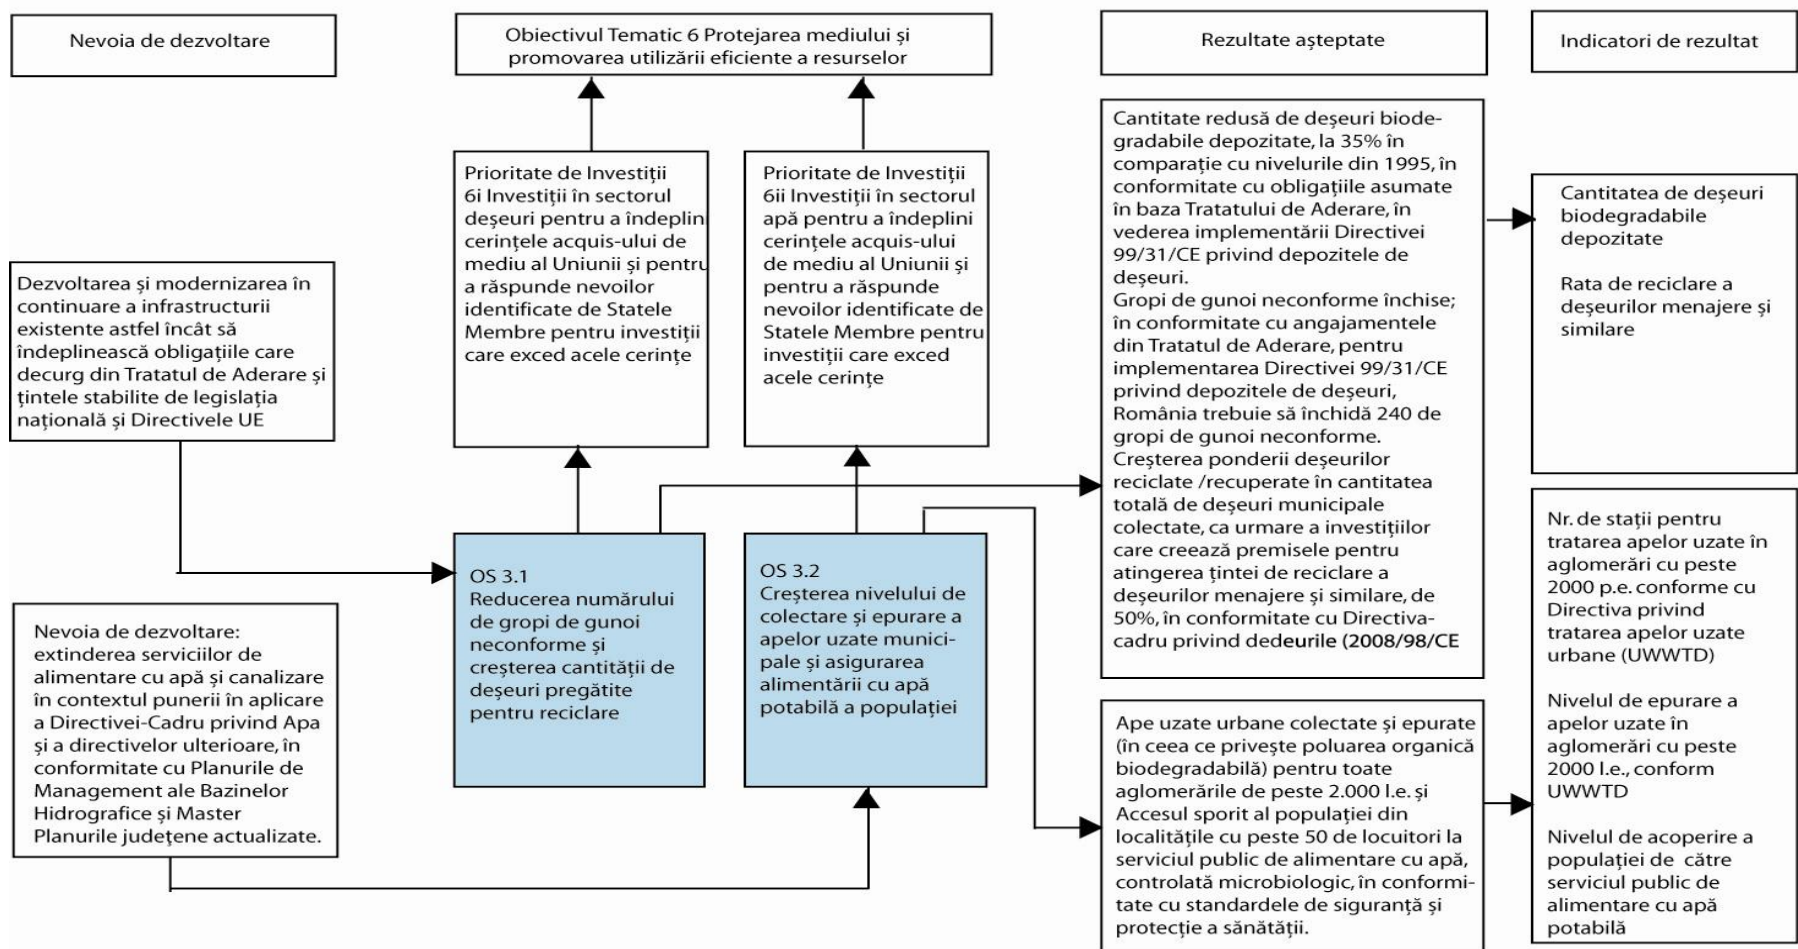 Nevoia de dezvoltare
Obiectivul Tematic 6 Protejarea mediului și
promovarea utilizării eficiente a resurselor
Rezultate așteptate
Indicatori de rezultat
Dezvoltarea și modernizarea în
continuare a infrastructurii
existente astfel încât să
îndeplinească obligațiile care
decurg din Tratatul de Aderare și
țintele stabilite de legislația
națională și Directivele UE
Nevoia de dezvoltare:
extinderea serviciilor de
alimentare cu apă și canalizare
în contextul punerii în aplicare
a Directivei-Cadru privind Apa
și a directivelor ulterioare, în
conformitate cu Planurile de
Management ale Bazinelor
Hidrografice și Master
Planurile județene actualizate.
Prioritate de Investiții
6i Investiții în sectorul
deșeuri pentru a îndeplini
cerințele acquis-ului de
mediu al Uniunii și pentru
a răspunde nevoilor
identificate de Statele
Membre pentru investiții
care exced acele cerințe
Prioritate de Investiții
6ii Investiții în sectorul
apă pentru a îndeplini
cerințele acquis-ului
de mediu al Uniunii și
pentru a răspunde
nevoilor identificate de
Statele Membre pentru
investiții care exced
acele cerințe
OS 3.1
Reducerea numărului
de gropi de gunoi
neconforme și
creșterea cantității de
deșeuri pregătite
pentru reciclare
OS 3.2
Creșterea nivelului de
colectare și epurare a
apelor uzate munici-
pale și asigurarea
alimentării cu apă
potabilă a populației
Cantitate redusă de deșeuri biode-
gradabile depozitate, la 35% în
comparație cu nivelurile din 1995, în
conformitate cu obligațiile asumate
în baza Tratatului de Aderare, în
vederea implementării Directivei
99/31/CE privind depozitele de
deșeuri.
Gropi de gunoi neconforme închise;
în conformitate cu angajamentele
din Tratatul de Aderare, pentru
implementarea Directivei 99/31/CE
privind depozitele de deșeuri,
România trebuie să închidă 240 de
gropi de gunoi neconforme.
Creșterea ponderii deșeurilor
reciclate /recuperate în cantitatea
totală de deșeuri municipale
colectate, ca urmare a investițiilor
care creează premisele pentru
atingerea țintei de reciclare a
deșeurilor menajere și similare, de
50%, în conformitate cu Directiva-
cadru privind dedeurile (2008/98/CE
Ape uzate urbane colectate și epurate
(în ceea ce privește poluarea organică
biodegradabilă) pentru toate
aglomerările de peste 2.000 l.e. și
Accesul sporit al populației din
localitățile cu peste 50 de locuitori la
serviciul public de alimentare cu apă,
controlată microbiologic, în conformi-
tate cu standardele de siguranță și
protecție a sănătății.
Cantitatea de deșeuri
biodegradabile
depozitate
Rata de reciclare a
deșeurilor menajere și
similare
Nr. de stații pentru
tratarea apelor uzate în
aglomerări cu peste
2000 p.e. conforme cu
Directiva privind
tratarea apelor uzate
urbane (UWWTD)
Nivelul de epurare a
apelor uzate în
aglomerări cu peste
2000 l.e., conform
UWWTD
Nivelul de acoperire a
populației de către
serviciul public de
alimentare cu apă
potabilă